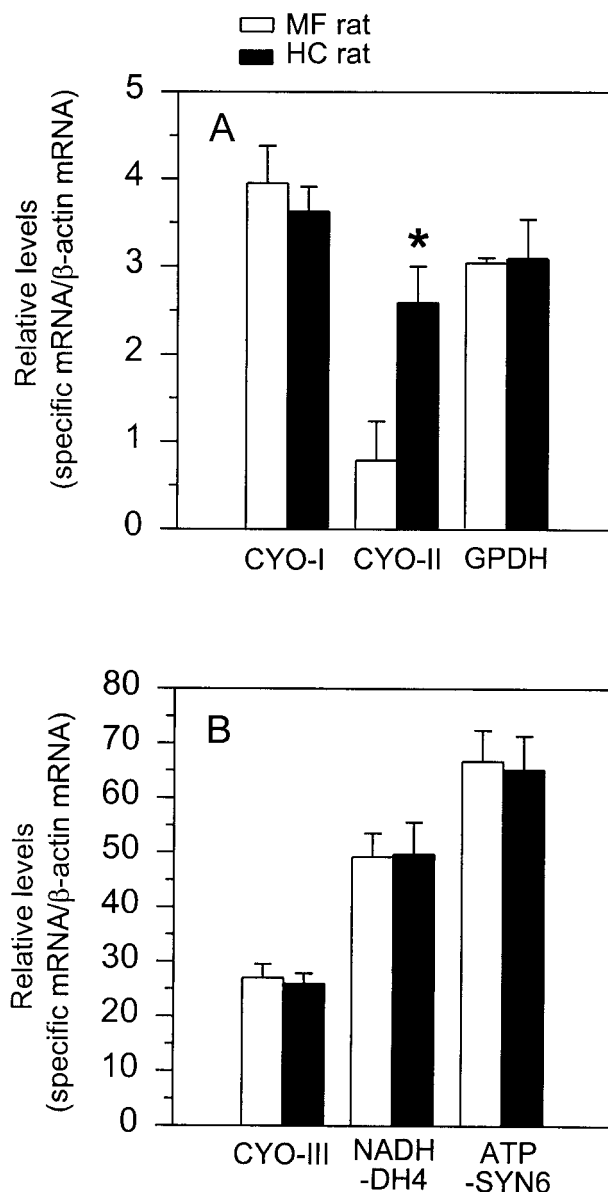 MF rat
HC rat
Relative levels
(specific mRNA/β-actin mRNA)
A
5
4
3
2
1
0
*
CYO-I CYO-II GPDH
Relative levels
(specific mRNA/β-actin mRNA)
B
80
70
60
50
40
30
20
10
0
CYO-III NADH ATP
-DH4 -SYN6